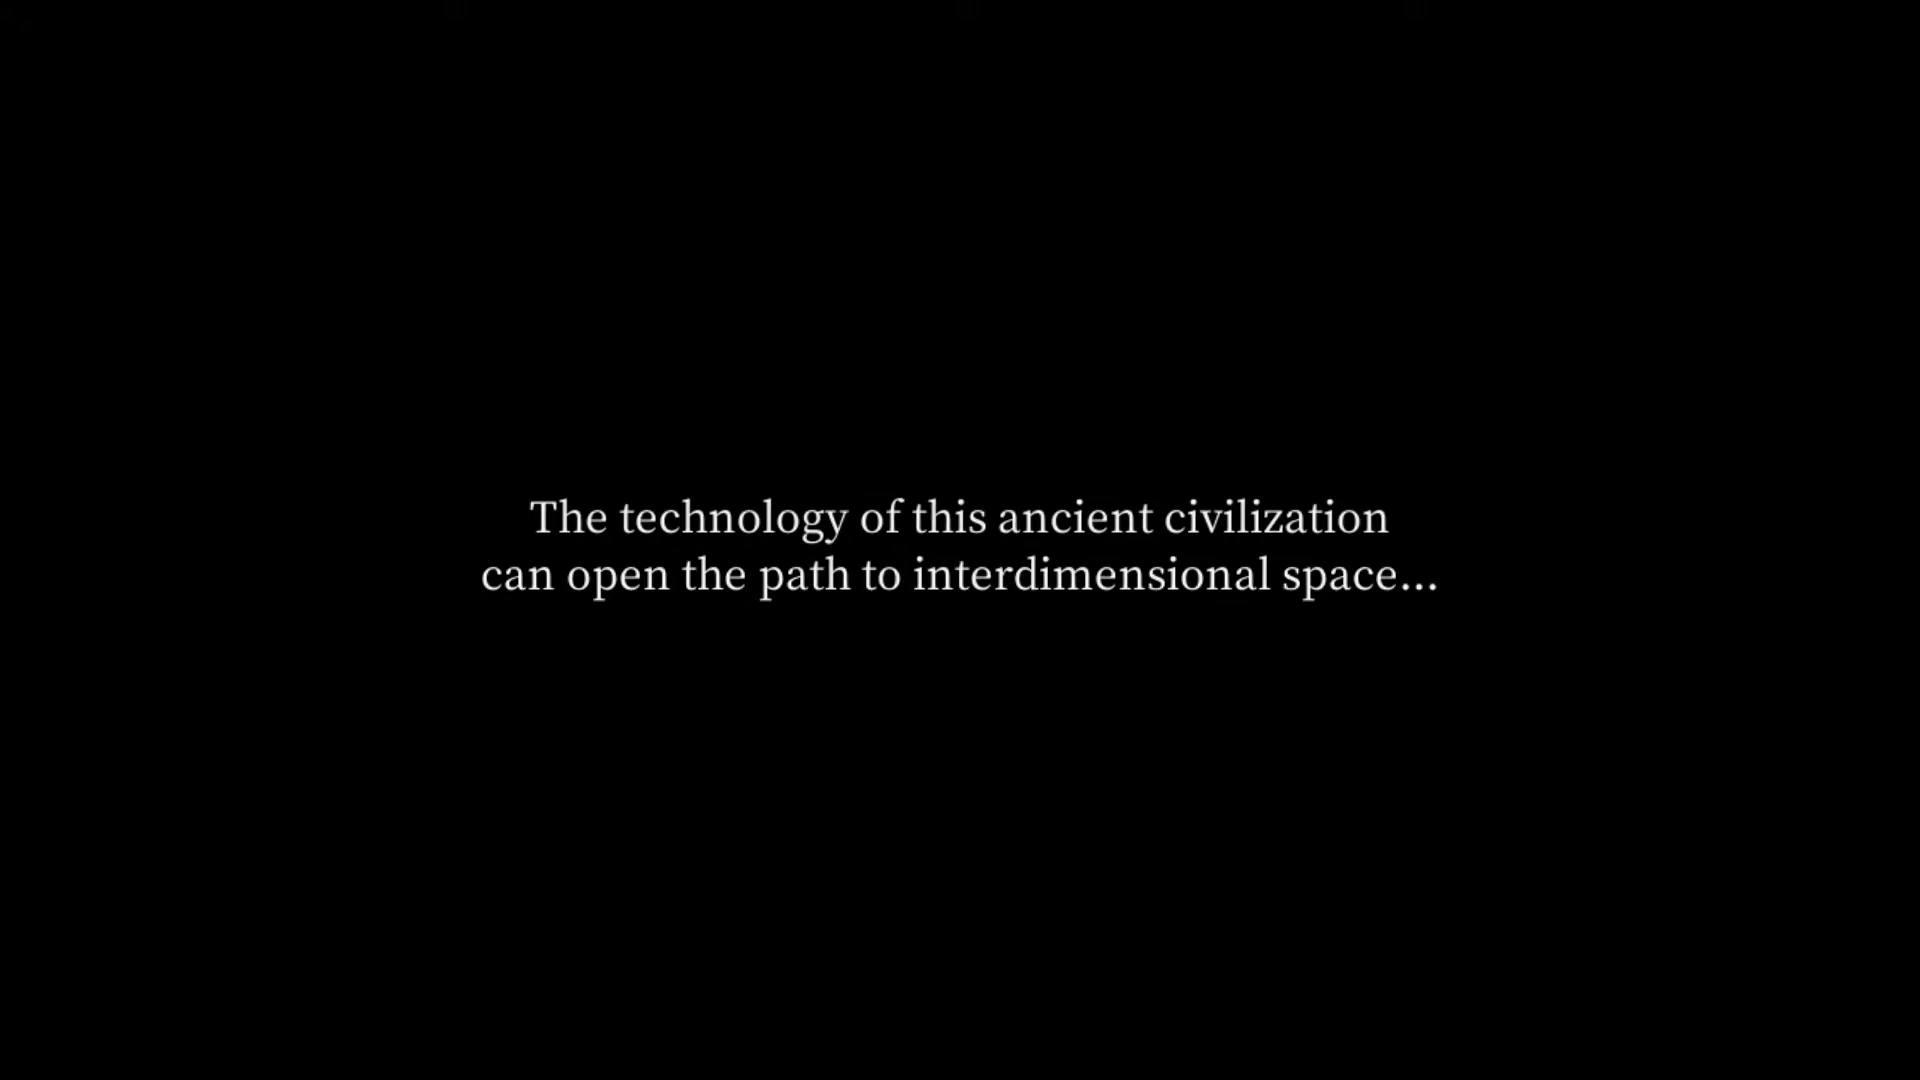 The technology of this ancient civilization
can open the path to interdimensional space...